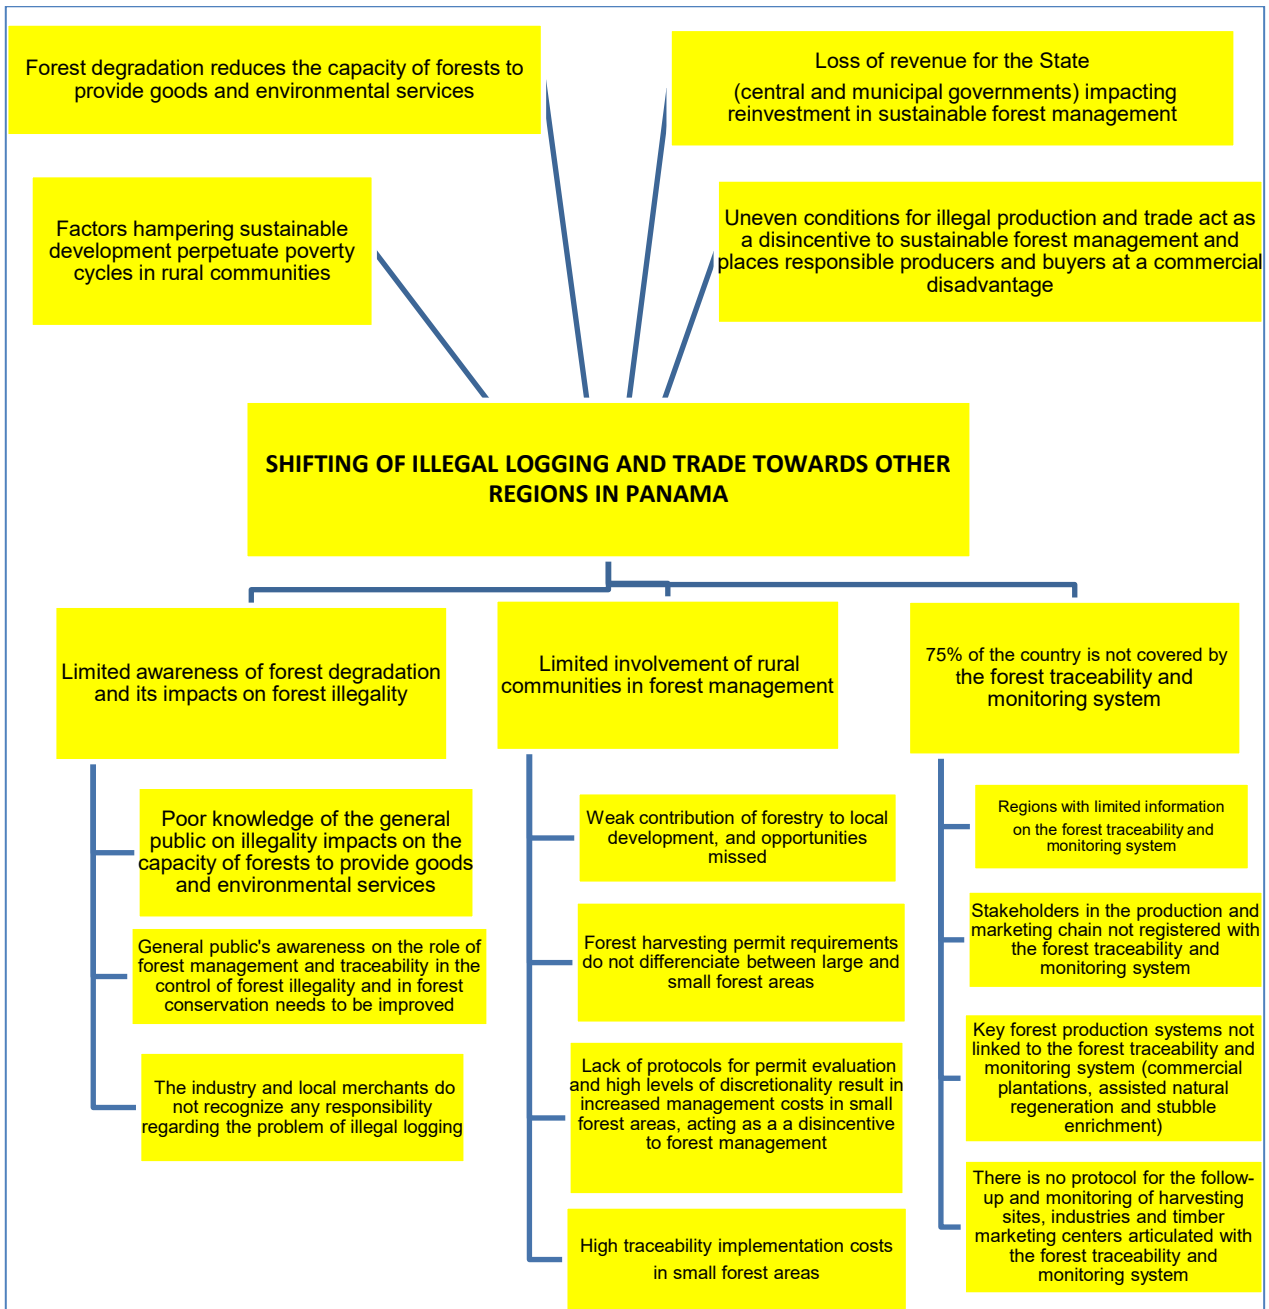 Forest degradation reduces the capacity of forests to
provide goods and environmental services
Loss of revenue for the State
(central and municipal governments) impacting
reinvestment in sustainable forest management
Factors hampering sustainable
development perpetuate poverty
cycles in rural communities
Uneven conditions for illegal production and trade act as
a disincentive to sustainable forest management and
places responsible producers and buyers at a commercial
disadvantage
SHIFTING OF ILLEGAL LOGGING AND TRADE TOWARDS OTHER
REGIONS IN PANAMA
Limited awareness of forest degradation
and its impacts on forest illegality
Poor knowledge of the general
public on illegality impacts on the
capacity of forests to provide goods
and environmental services
General public's awareness on the role of
forest management and traceability in the
control of forest illegality and in forest
conservation needs to be improved
The industry and local merchants do
not recognize any responsibility
regarding the problem of illegal logging
Limited involvement of rural
communities in forest management
Weak contribution of forestry to local
development, and opportunities
missed
Forest harvesting permit requirements
do not differenciate between large and
small forest areas
Lack of protocols for permit evaluation
and high levels of discretionality result in
increased management costs in small
forest areas, acting as a a disincentive
to forest management
High traceability implementation costs
in small forest areas
75% of the country is not covered by
the forest traceability and
monitoring system
Regions with limited information
on the forest traceability and
monitoring system
Stakeholders in the production and
marketing chain not registered with
the forest traceability and
monitoring system
Key forest production systems not
linked to the forest traceability and
monitoring system (commercial
plantations, assisted natural
regeneration and stubble
enrichment)
There is no protocol for the follow-
up and monitoring of harvesting
sites, industries and timber
marketing centers articulated with
the forest traceability and
monitoring system